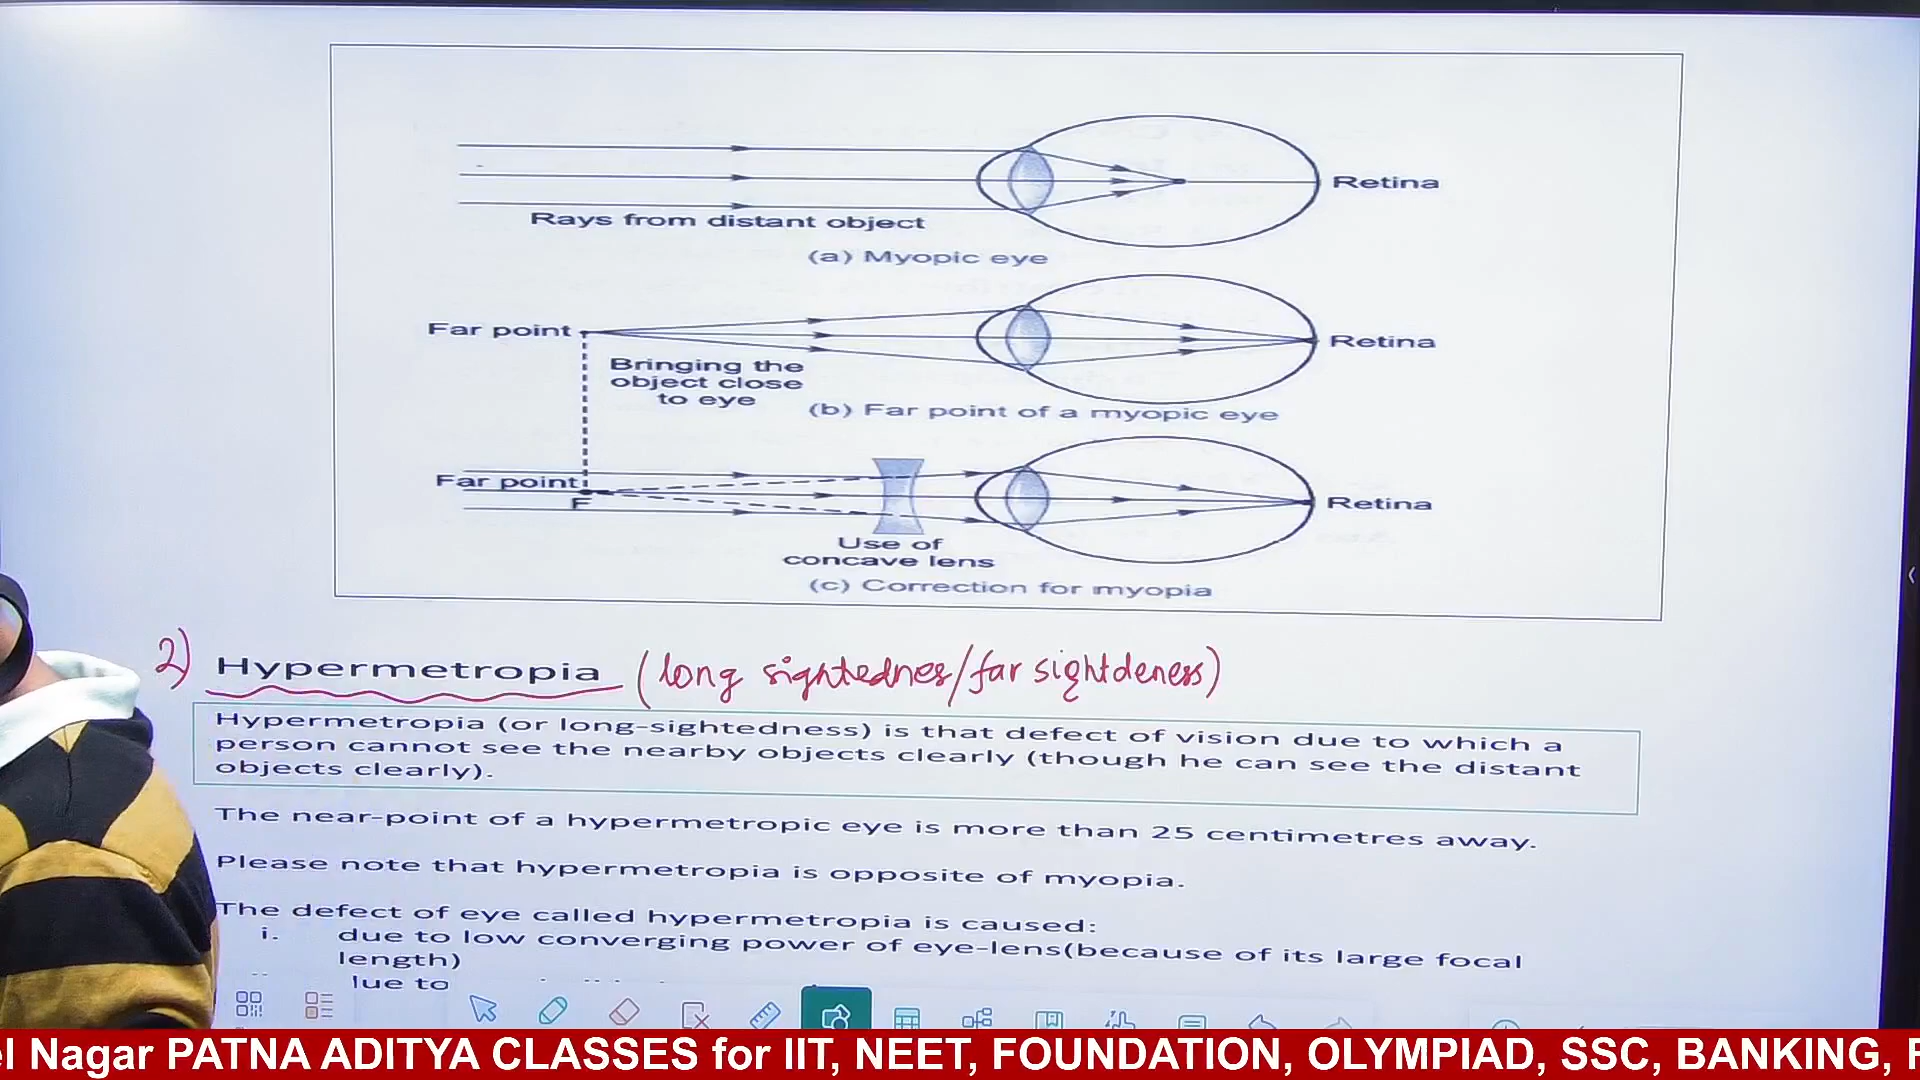 Retina
Rays from distant object
(a) Myopic eye
Far point
Bringing the
object close
to eye
Retina
(b) Far point of a myopic eye
Far point
F
Retina
Use of
concave lens
(c) Correction for myopia
2) Hypermetropia (long sightednes/far sightdeness)
Hypermetropia (or long-sightedness) is that defect of vision due to which a
person cannot see the nearby objects clearly (though he can see the distant
objects clearly).
The near-point of a hypermetropic eye is more than 25 centimetres away.
Please note that hypermetropia is opposite of myopia.
The defect of eye called hypermetropia is caused:
i. due to low converging power of eye-lens(because of its large focal
length)
to
Nagar PATNA ADITYA CLASSES for IIT, NEET, FOUNDATION, OLYMPIAD, SSC, BANKING,